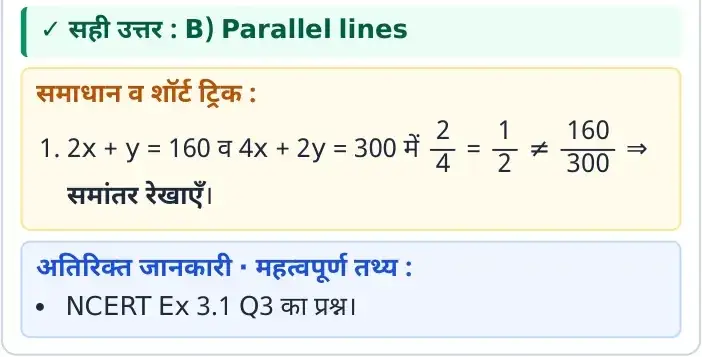 ✓ सही उत्तर : B) Parallel lines
समाधान व शॉर्ट ट्रिक :
1. 2x + y = 160 व 4x + 2y = 300 में 2/4 = 1/2 ≠ 160/300 ⇒
समांतर रेखाएँ।
अतिरिक्त जानकारी · महत्वपूर्ण तथ्य :
• NCERT Ex 3.1 Q3 का प्रश्न।